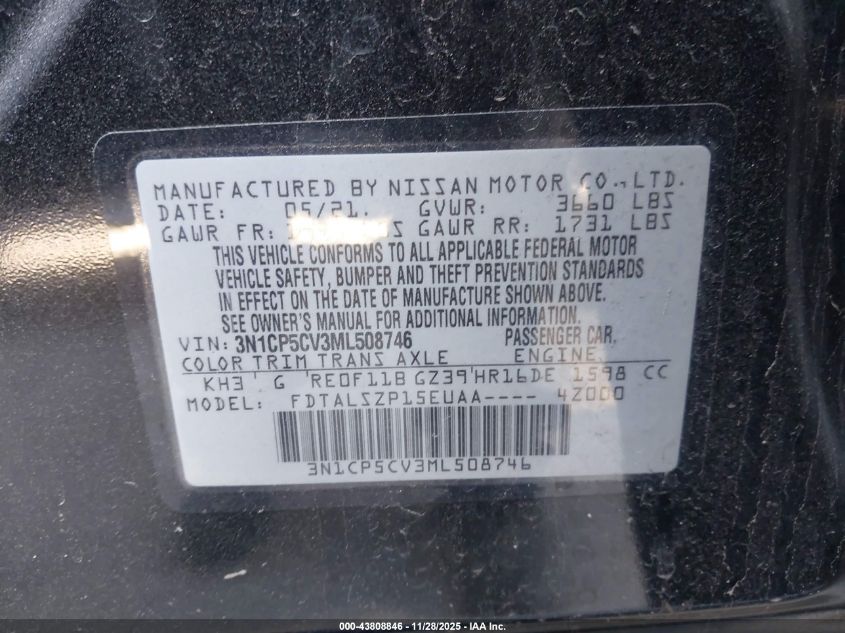 MANUFACTURED BY NISSAN MOTOR CO.,LTD.
DATE: 05/21. GVWR: 3660 LBS
GAWR FR: GAWR RR: 1731 LBS
THIS VEHICLE CONFORMS TO ALL APPLICABLE FEDERAL MOTOR
VEHICLE SAFETY, BUMPER AND THEFT PREVENTION STANDARDS
IN EFFECT ON THE DATE OF MANUFACTURE SHOWN ABOVE.
SEE OWNER'S MANUAL FOR ADDITIONAL INFORMATION.
VIN: 3N1CP5CV3ML508746 PASSENGER CAR.
COLOR TRIM TRANS AXLE ENGINE
KH3 G RE0F11B GZ39 HR16DE 1598 CC
MODEL: FDTALSZP15EUAA---- 4Z000
3N1CP5CV3ML508746
000-43808846 | 11/28/2025 | IAA Inc.